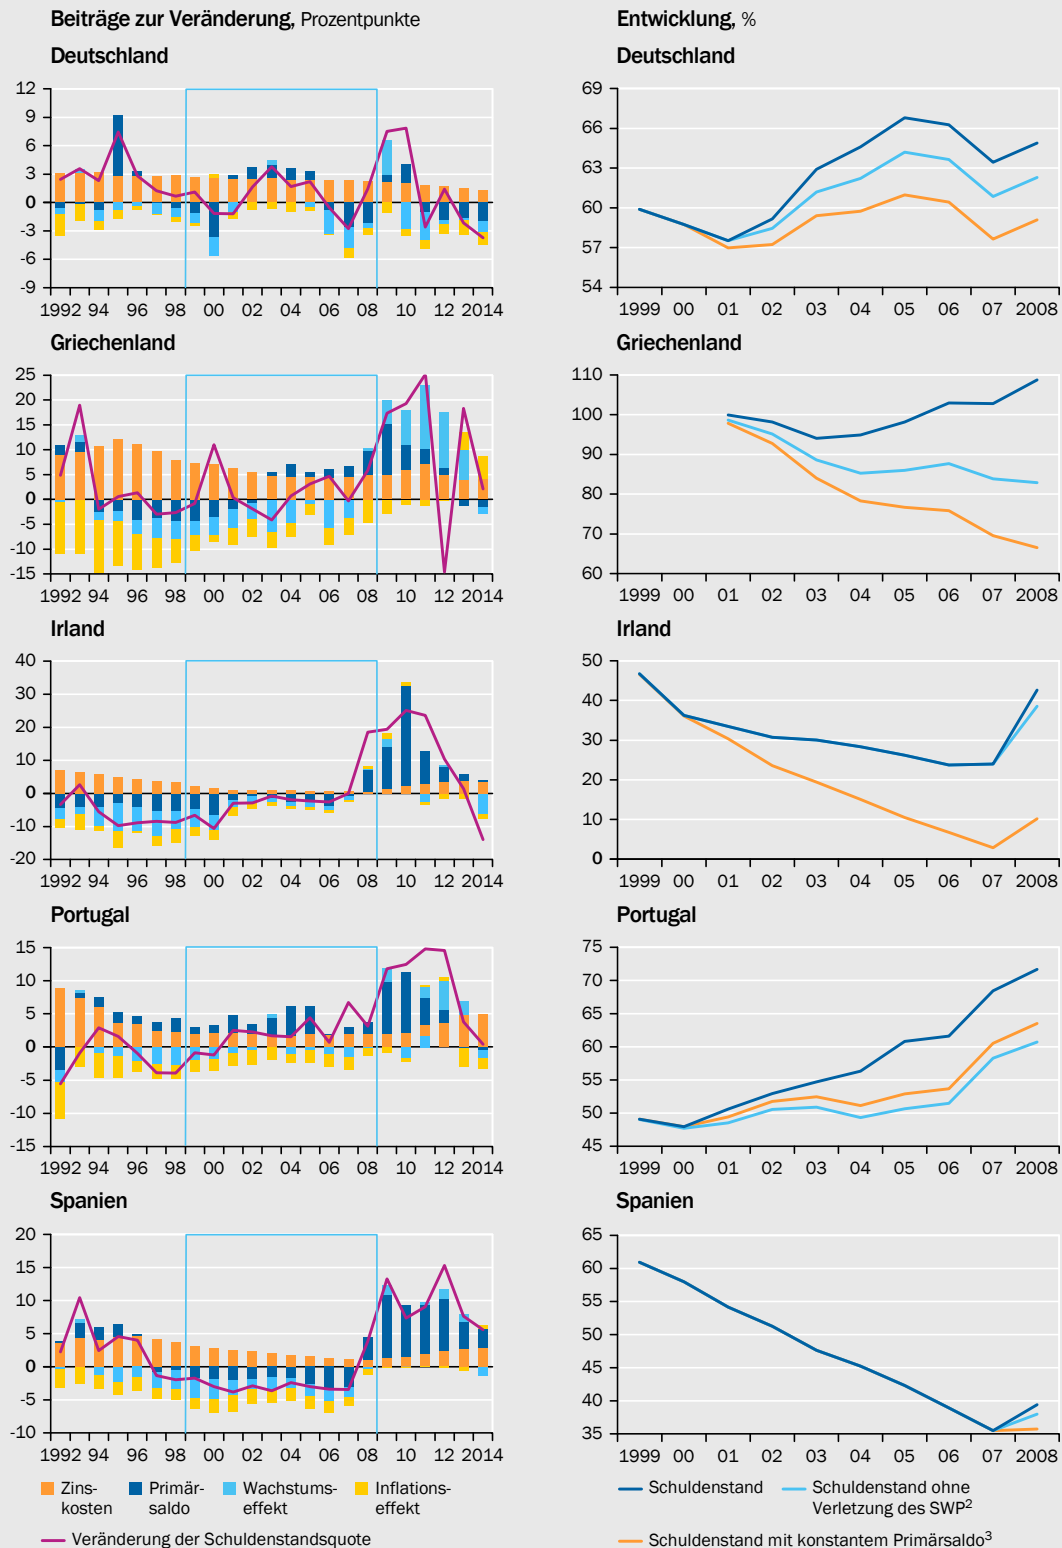 Beiträge zur Veränderung, Prozentpunkte
Deutschland
12
9
6
3
0
-3
-6
-9
1992 94 96 98 00 02 04 06 08 10 12 2014
Griechenland
25
20
15
10
5
0
-5
-10
-15
1992 94 96 98 00 02 04 06 08 10 12 2014
Irland
40
30
20
10
0
-10
-20
1992 94 96 98 00 02 04 06 08 10 12 2014
Portugal
15
10
5
0
-5
-10
-15
1992 94 96 98 00 02 04 06 08 10 12 2014
Spanien
20
15
10
5
0
-5
-10
1992 94 96 98 00 02 04 06 08 10 12 2014
Zins-
kosten
Primär-
saldo
Wachstums-
effekt
Inflations-
effekt
Veränderung der Schuldenstandsquote
Entwicklung, %
Deutschland
69
66
63
60
57
54
1999 00 01 02 03 04 05 06 07 2008
Griechenland
110
100
90
80
70
60
1999 00 01 02 03 04 05 06 07 2008
Irland
50
40
30
20
10
0
1999 00 01 02 03 04 05 06 07 2008
Portugal
75
70
65
60
55
50
45
1999 00 01 02 03 04 05 06 07 2008
Spanien
65
60
55
50
45
40
35
1999 00 01 02 03 04 05 06 07 2008
Schuldenstand
Schuldenstand ohne
Verletzung des SWP2
Schuldenstand mit konstantem Primärsaldo3